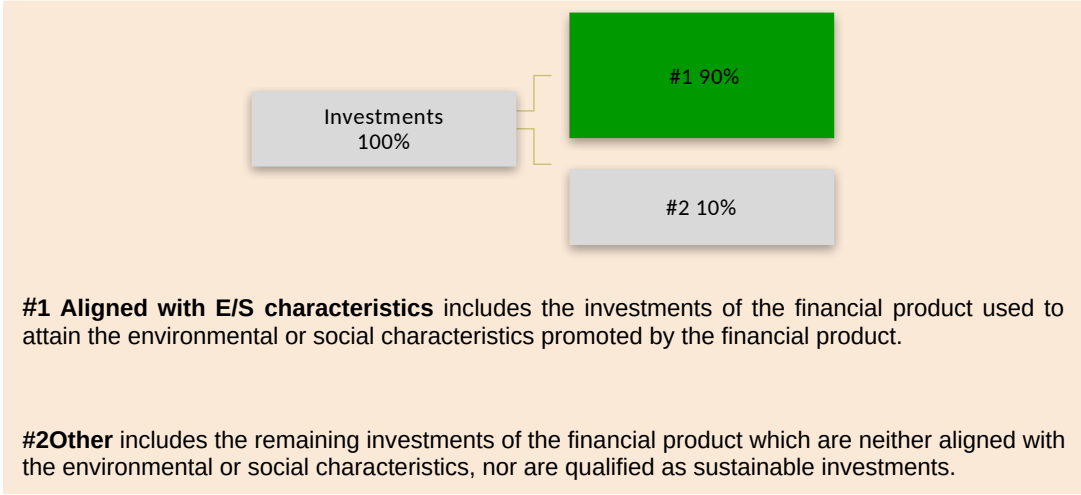 #1 90%
Investments
100%
#2 10%
#1 Aligned with E/S characteristics includes the investments of the financial product used to
attain the environmental or social characteristics promoted by the financial product.
#2Other includes the remaining investments of the financial product which are neither aligned with
the environmental or social characteristics, nor are qualified as sustainable investments.